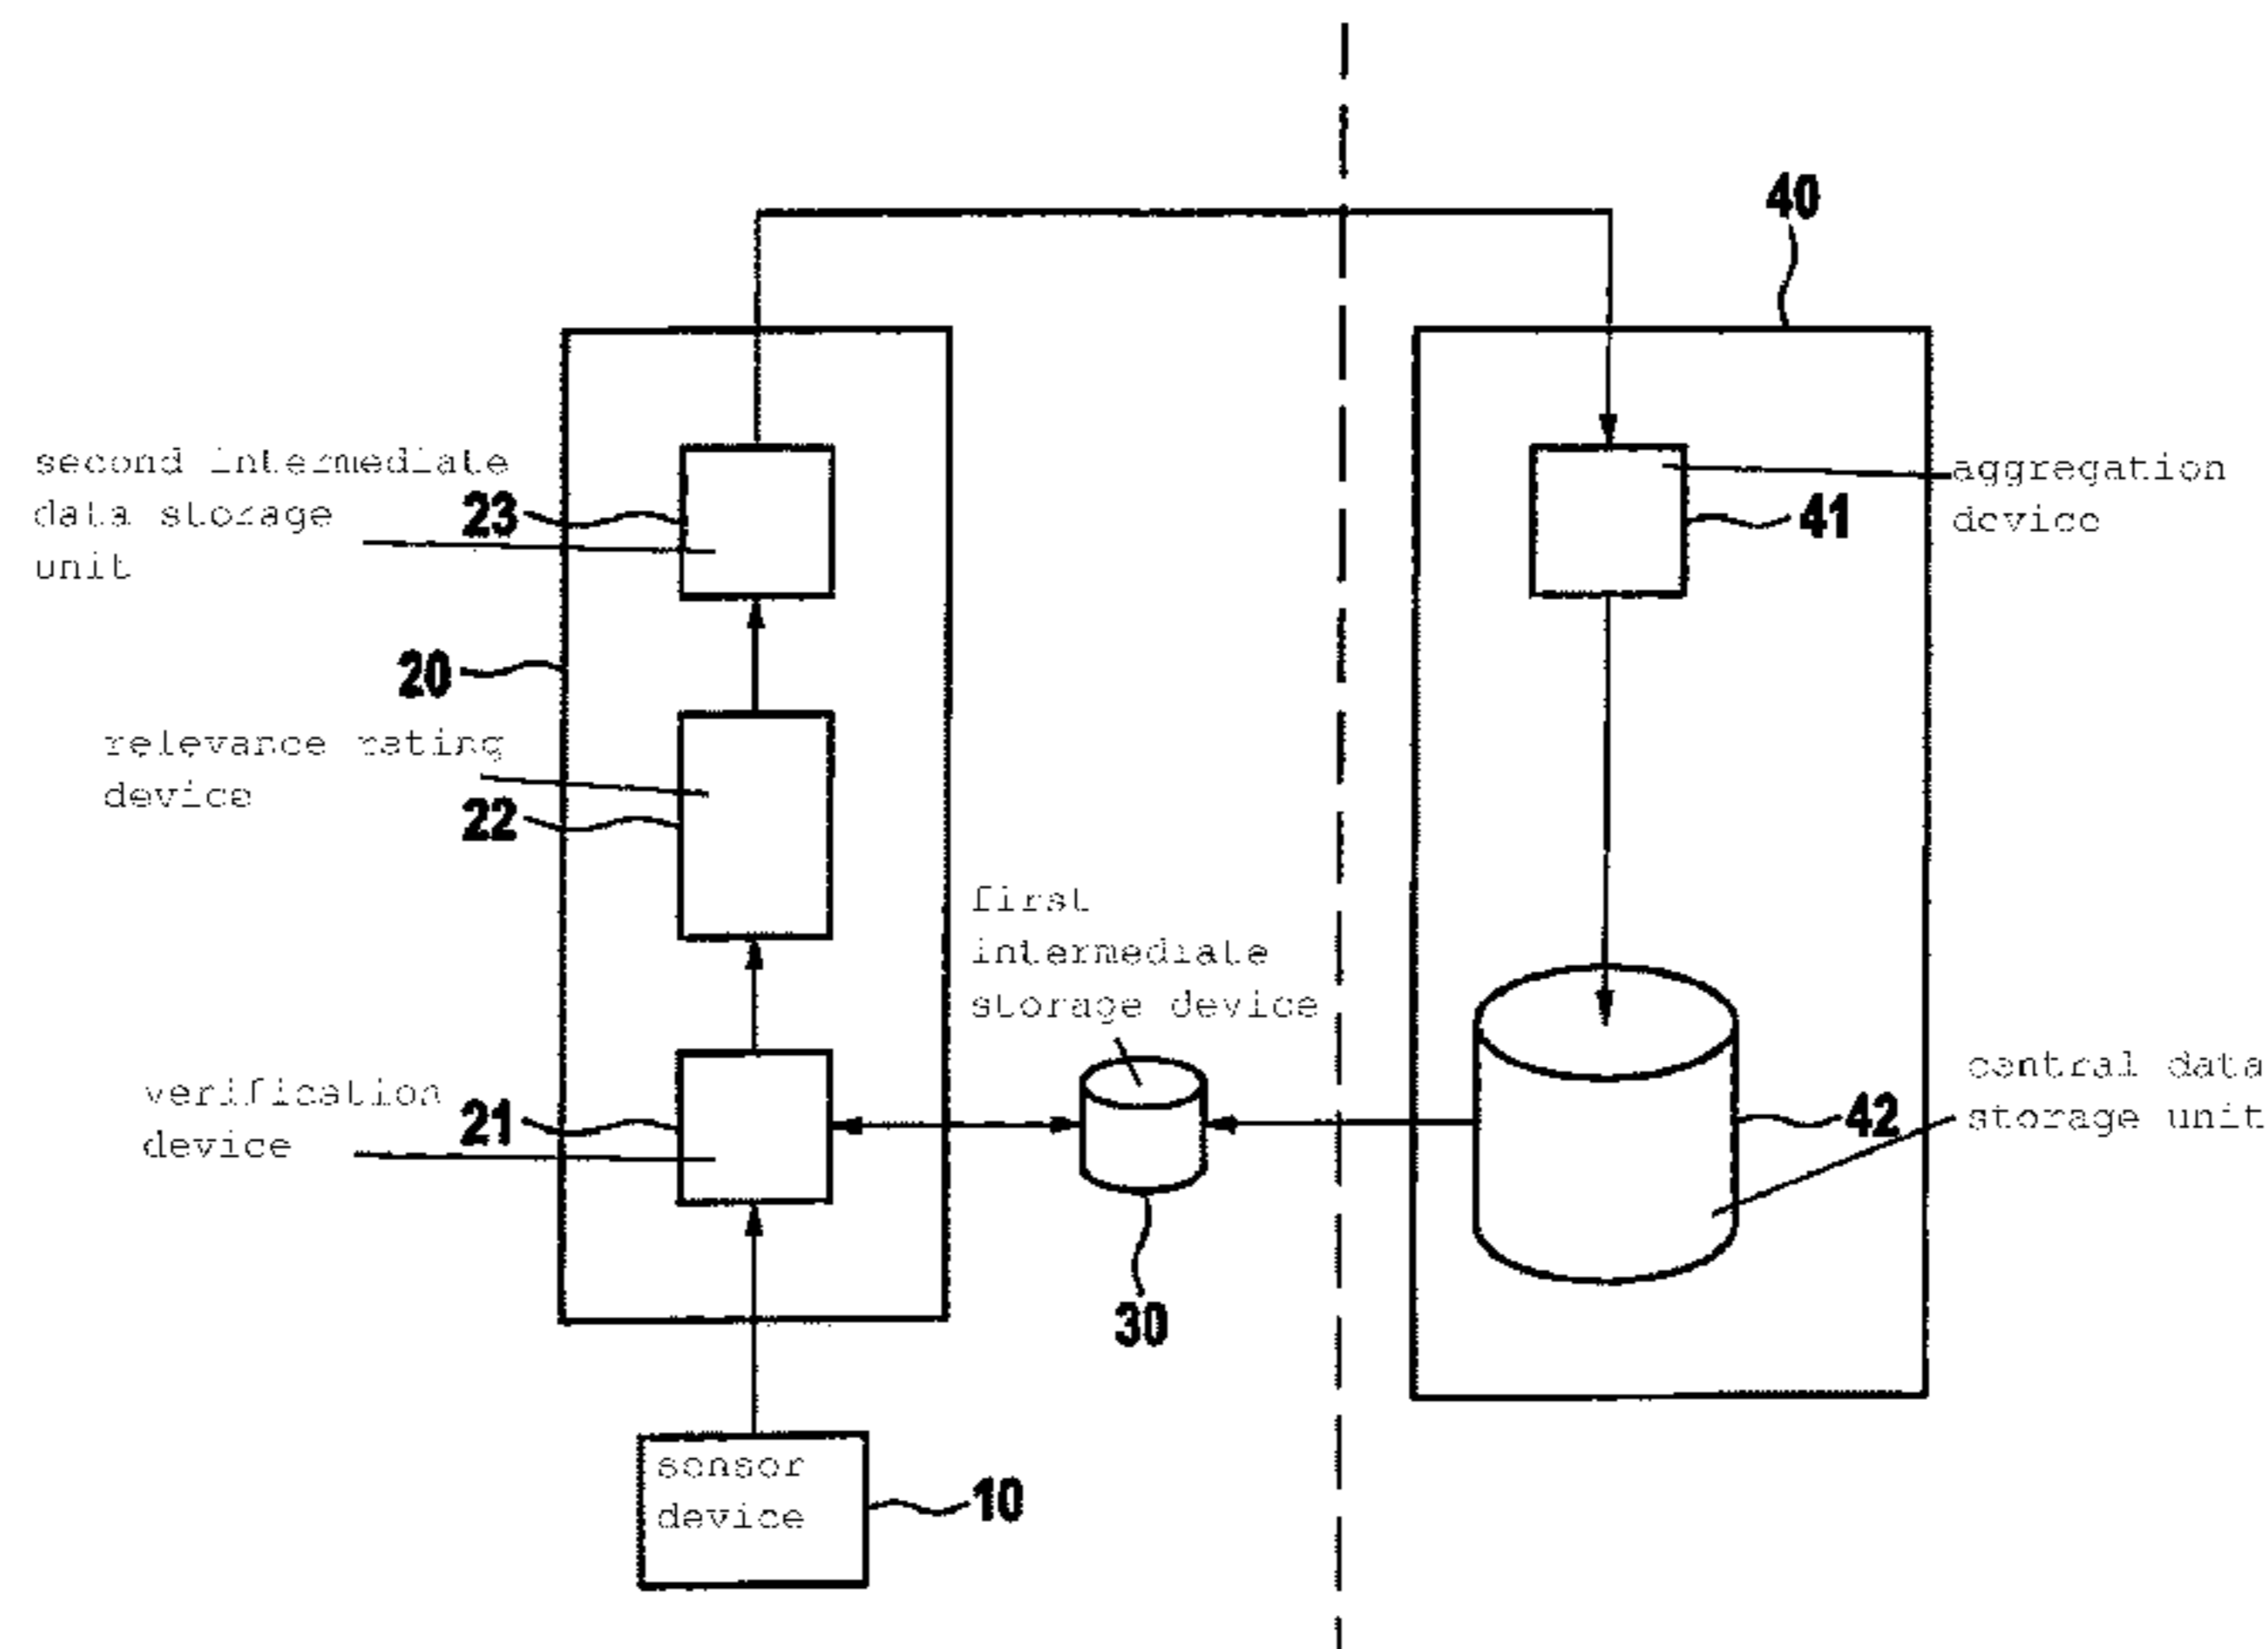 40
second intermediate
data storage
unit
23
aggregation
device
41
20
relevance rating
device
22
first
intermediate
storage device
verification
device
21
central data
storage unit
42
30
sensor
device
10